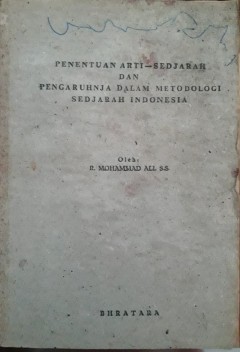 PENENTUAN ARTI—SEDJARAH
DAN
PENGARUHNJA DALAM METODOLOGI
SEDJARAH INDONESIA
Oleh:
R. MOHAMMAD ALI S.S.
BHRATARA